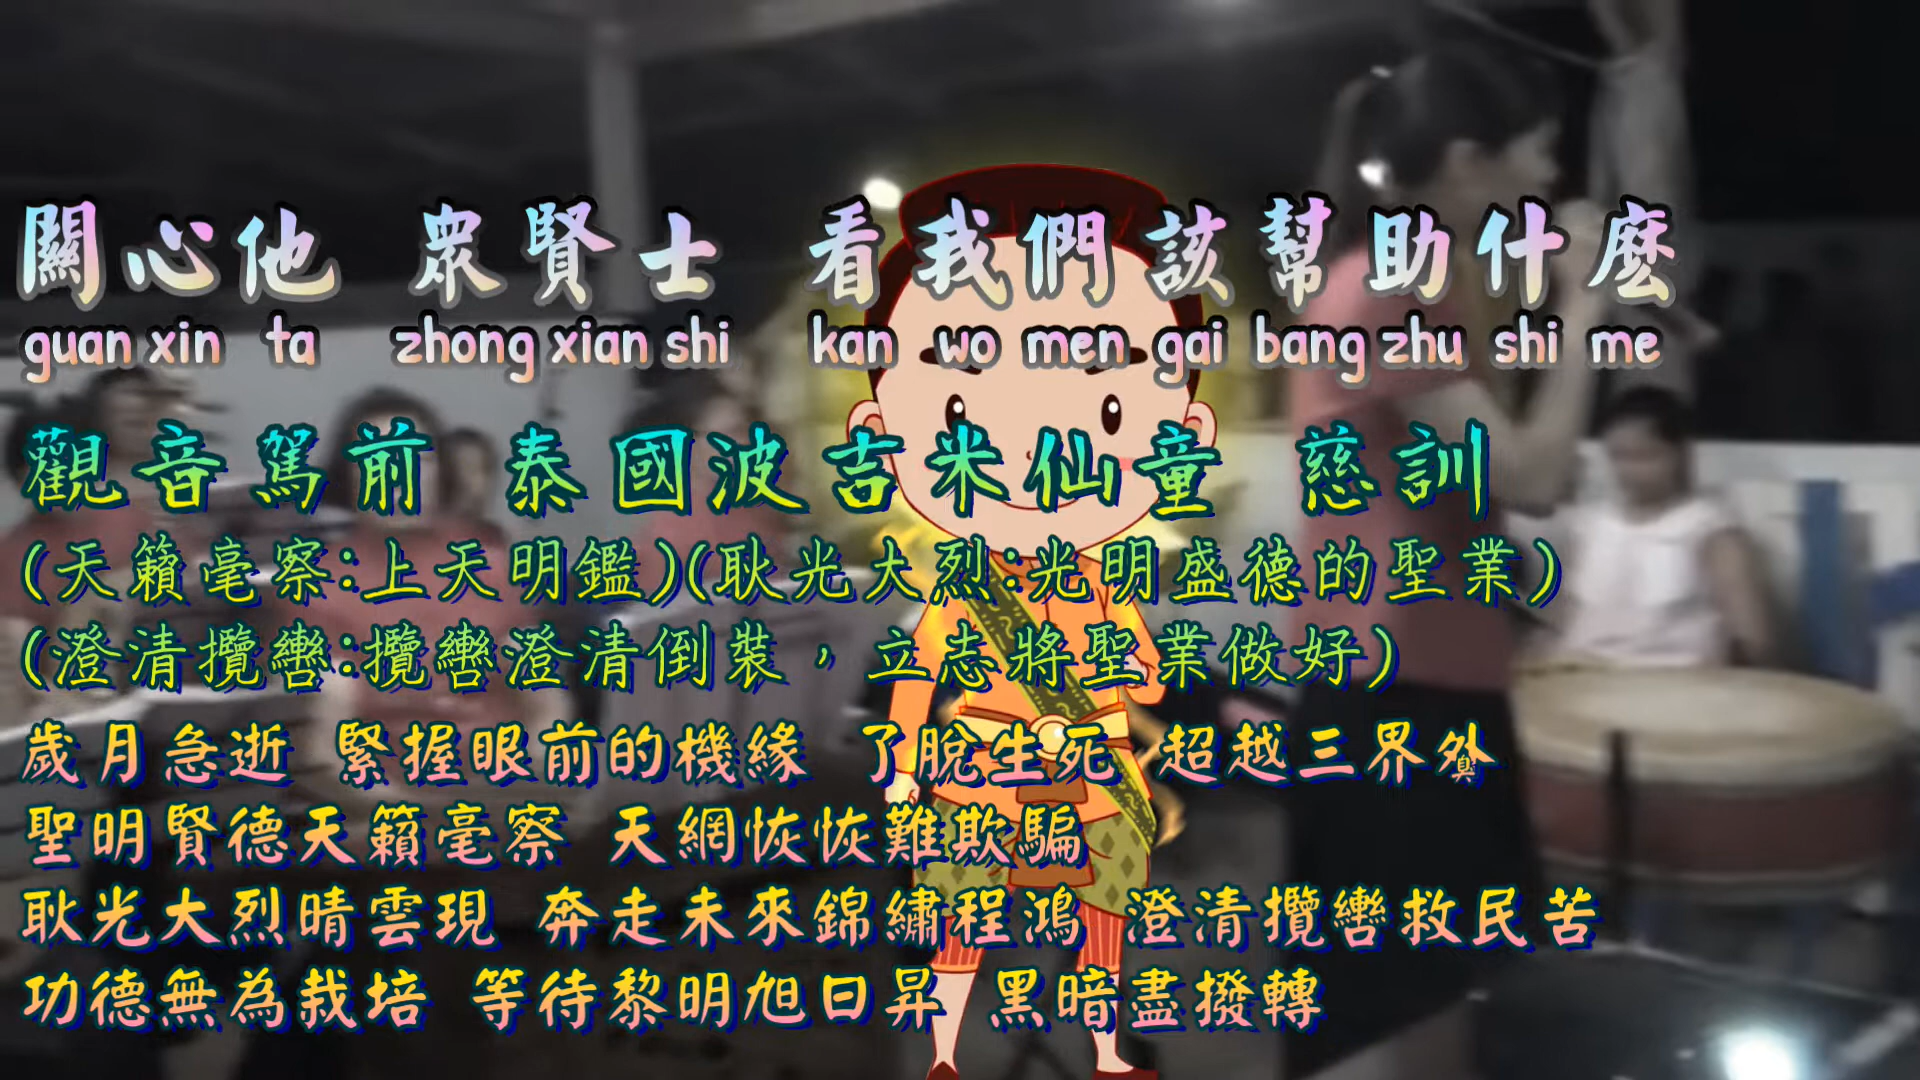 關心他 眾賢士 看我們該幫助什麼
guan xin ta zhong xian shi kan wo men gai bang zhu shi me
觀音駕前 泰國波吉米仙童 慈訓
(天籟毫察:上天明鑑)(耿光大烈:光明盛德的聖業)
(澄清攬轡:攬轡澄清倒裝，立志將聖業做好)
歲月急逝 緊握眼前的機緣 了脫生死 超越三界外
聖明賢德天籟毫察 天網恢恢難欺騙
耿光大烈晴雲現 奔走未來錦繡程鴻 澄清攬轡救民苦
功德無為栽培 等待黎明旭日昇 黑暗盡撥轉